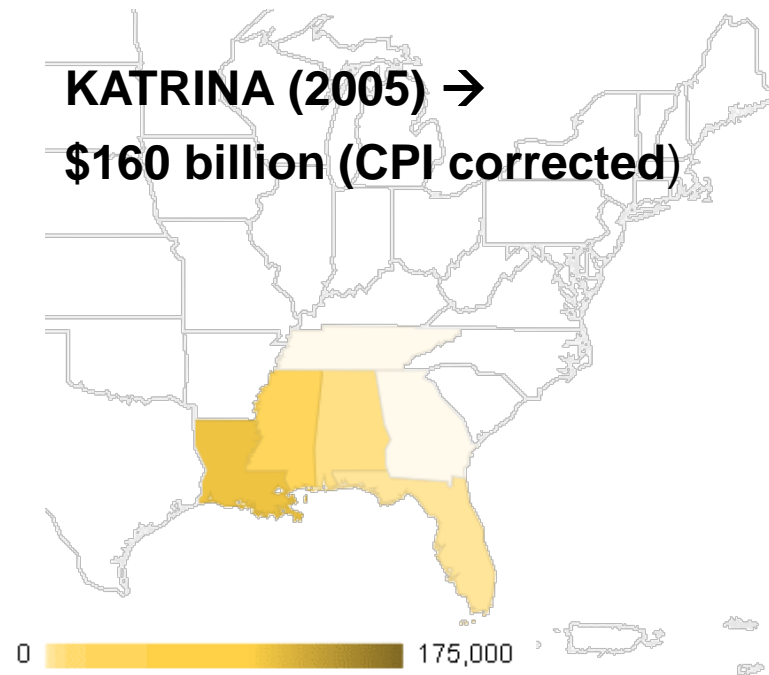 KATRINA (2005) →
$160 billion (CPI corrected)
0 175,000